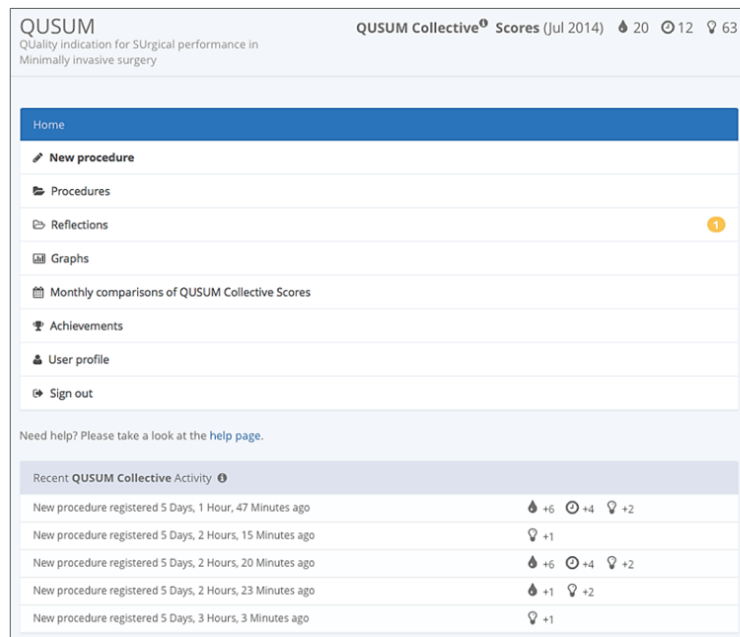 QUSUM
QUality indication for SUrgical performance in
Minimally invasive surgery
QUSUM Collective Scores (Jul 2014) 20 12 63
Home
New procedure
Procedures
Reflections 1
Graphs
Monthly comparisons of QUSUM Collective Scores
Achievements
User profile
Sign out
Need help? Please take a look at the help page.
Recent QUSUM Collective Activity
New procedure registered 5 Days, 1 Hour, 47 Minutes ago +6 +4 +2
New procedure registered 5 Days, 2 Hours, 15 Minutes ago +1
New procedure registered 5 Days, 2 Hours, 20 Minutes ago +6 +4 +2
New procedure registered 5 Days, 2 Hours, 23 Minutes ago +1 +2
New procedure registered 5 Days, 3 Hours, 3 Minutes ago +1